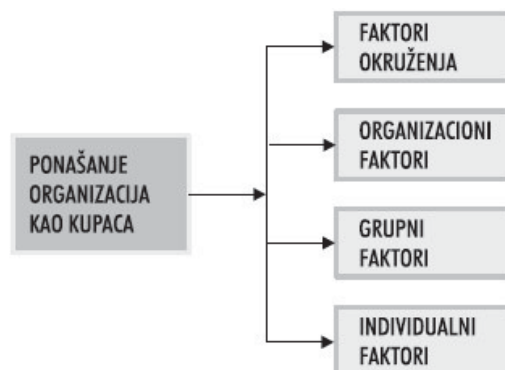 PONAŠANJE
ORGANIZACIJA
KAO KUPACA
FAKTORI
OKRUŽENJA
ORGANIZACIONI
FAKTORI
GRUPNI
FAKTORI
INDIVIDUALNI
FAKTORI